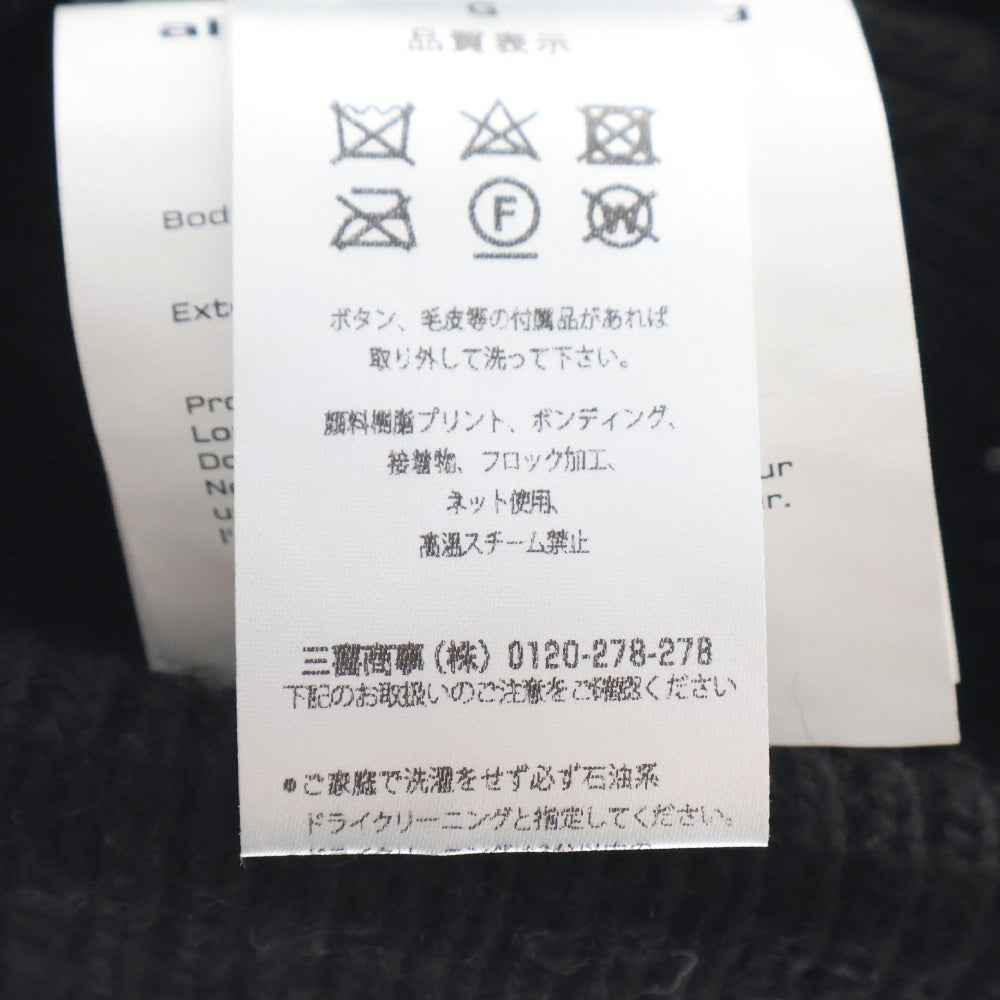 品質表示
F
W
Bod
Ext
ボタン、毛皮等の付属品があれば
取り外して洗って下さい。
Pro
Lo
Do
顔料樹脂プリント、ボンディング、
接着物、フロック加工、
ur
ネット使用、
r.
高温スチーム禁止
三喜商事(株) 0120-278-278
下記のお取扱いのご注意をご確認ください
●ご家庭で洗濯をせず必ず石油系
ドライクリーニングと指定してください。